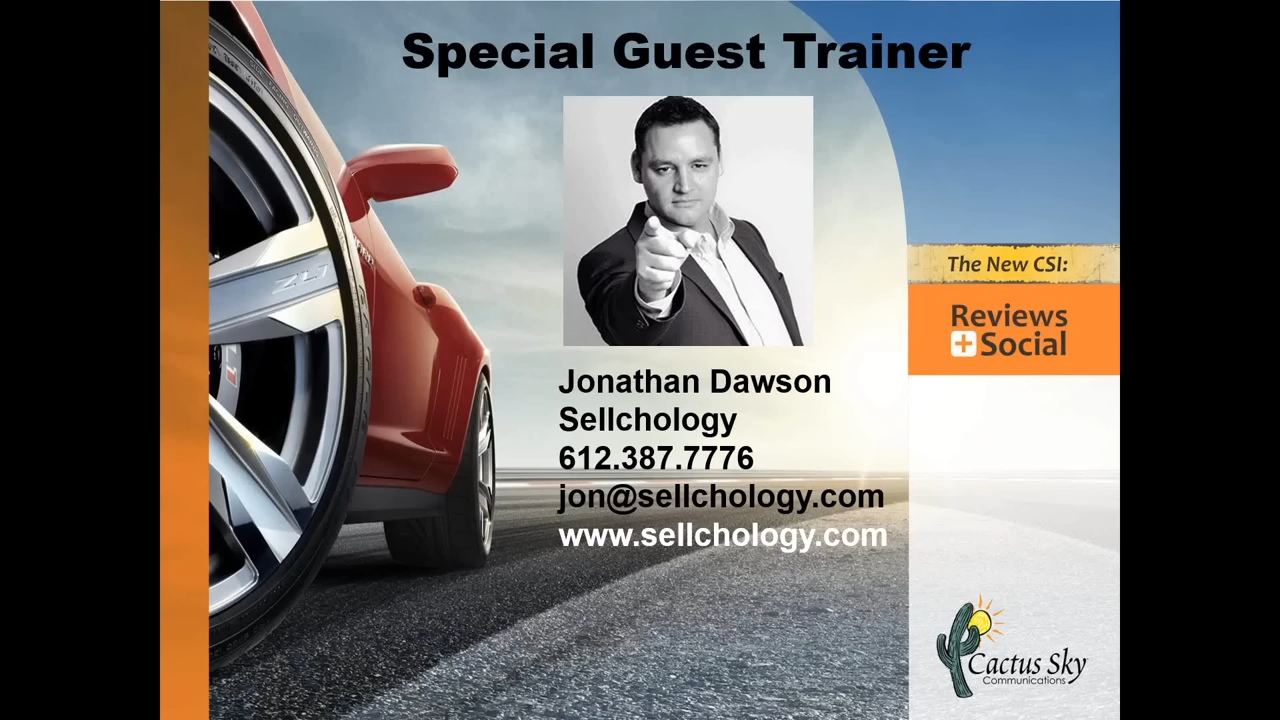 Special Guest Trainer
ZL1
Jonathan Dawson
Sellchology
612.387.7776
jon@sellchology.com
www.sellchology.com
The New CSI:
Reviews
+Social
Cactus Sky
Communications